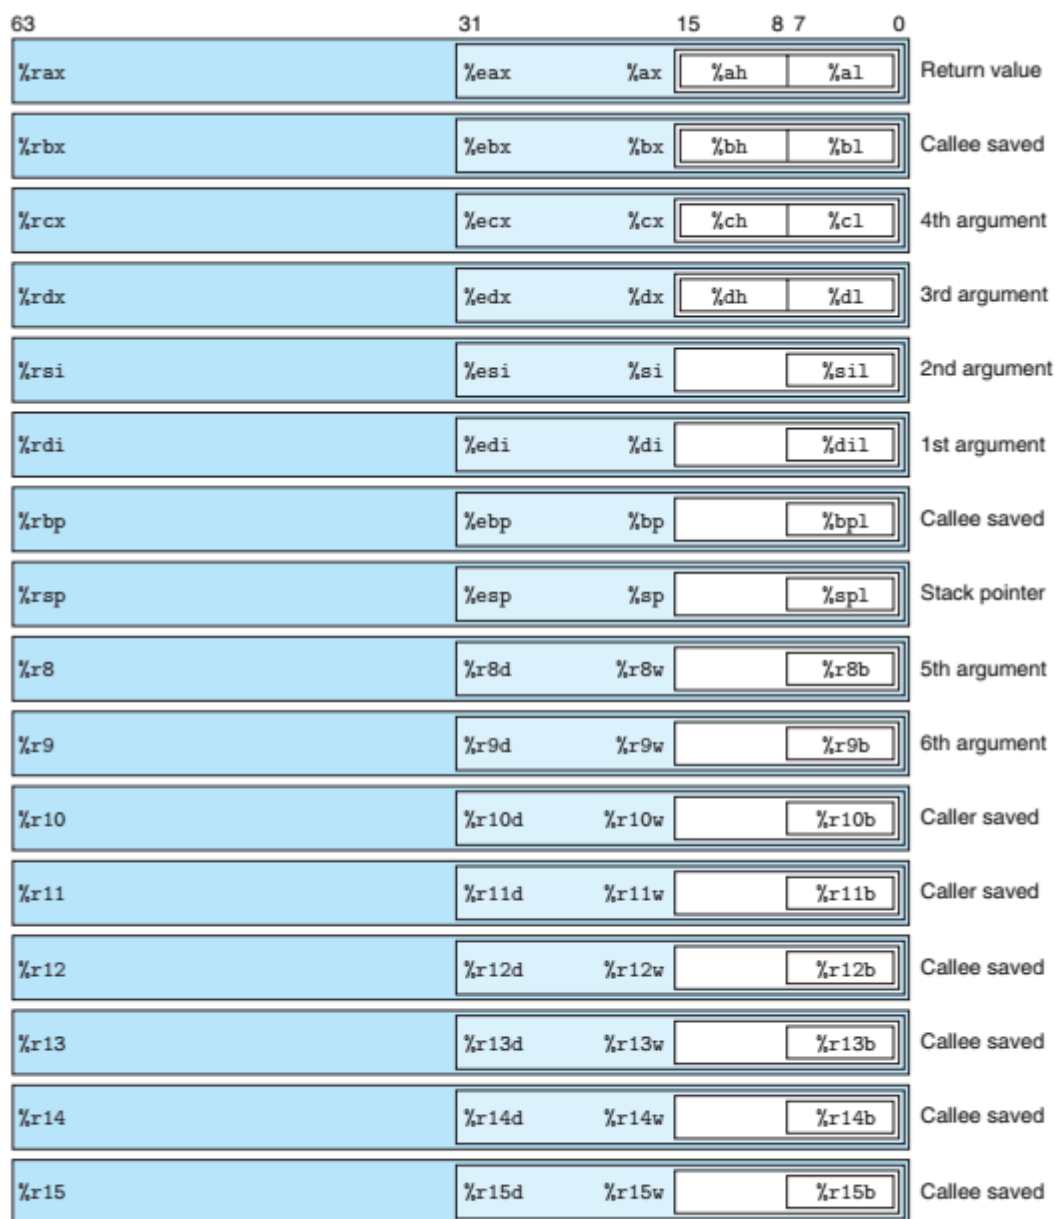 63 31 15 8 7 0
%rax %eax %ax %ah %al Return value
%rbx %ebx %bx %bh %bl Callee saved
%rcx %ecx %cx %ch %cl 4th argument
%rdx %edx %dx %dh %dl 3rd argument
%rsi %esi %si %sil 2nd argument
%rdi %edi %di %dil 1st argument
%rbp %ebp %bp %bpl Callee saved
%rsp %esp %sp %spl Stack pointer
%r8 %r8d %r8w %r8b 5th argument
%r9 %r9d %r9w %r9b 6th argument
%r10 %r10d %r10w %r10b Caller saved
%r11 %r11d %r11w %r11b Caller saved
%r12 %r12d %r12w %r12b Callee saved
%r13 %r13d %r13w %r13b Callee saved
%r14 %r14d %r14w %r14b Callee saved
%r15 %r15d %r15w %r15b Callee saved